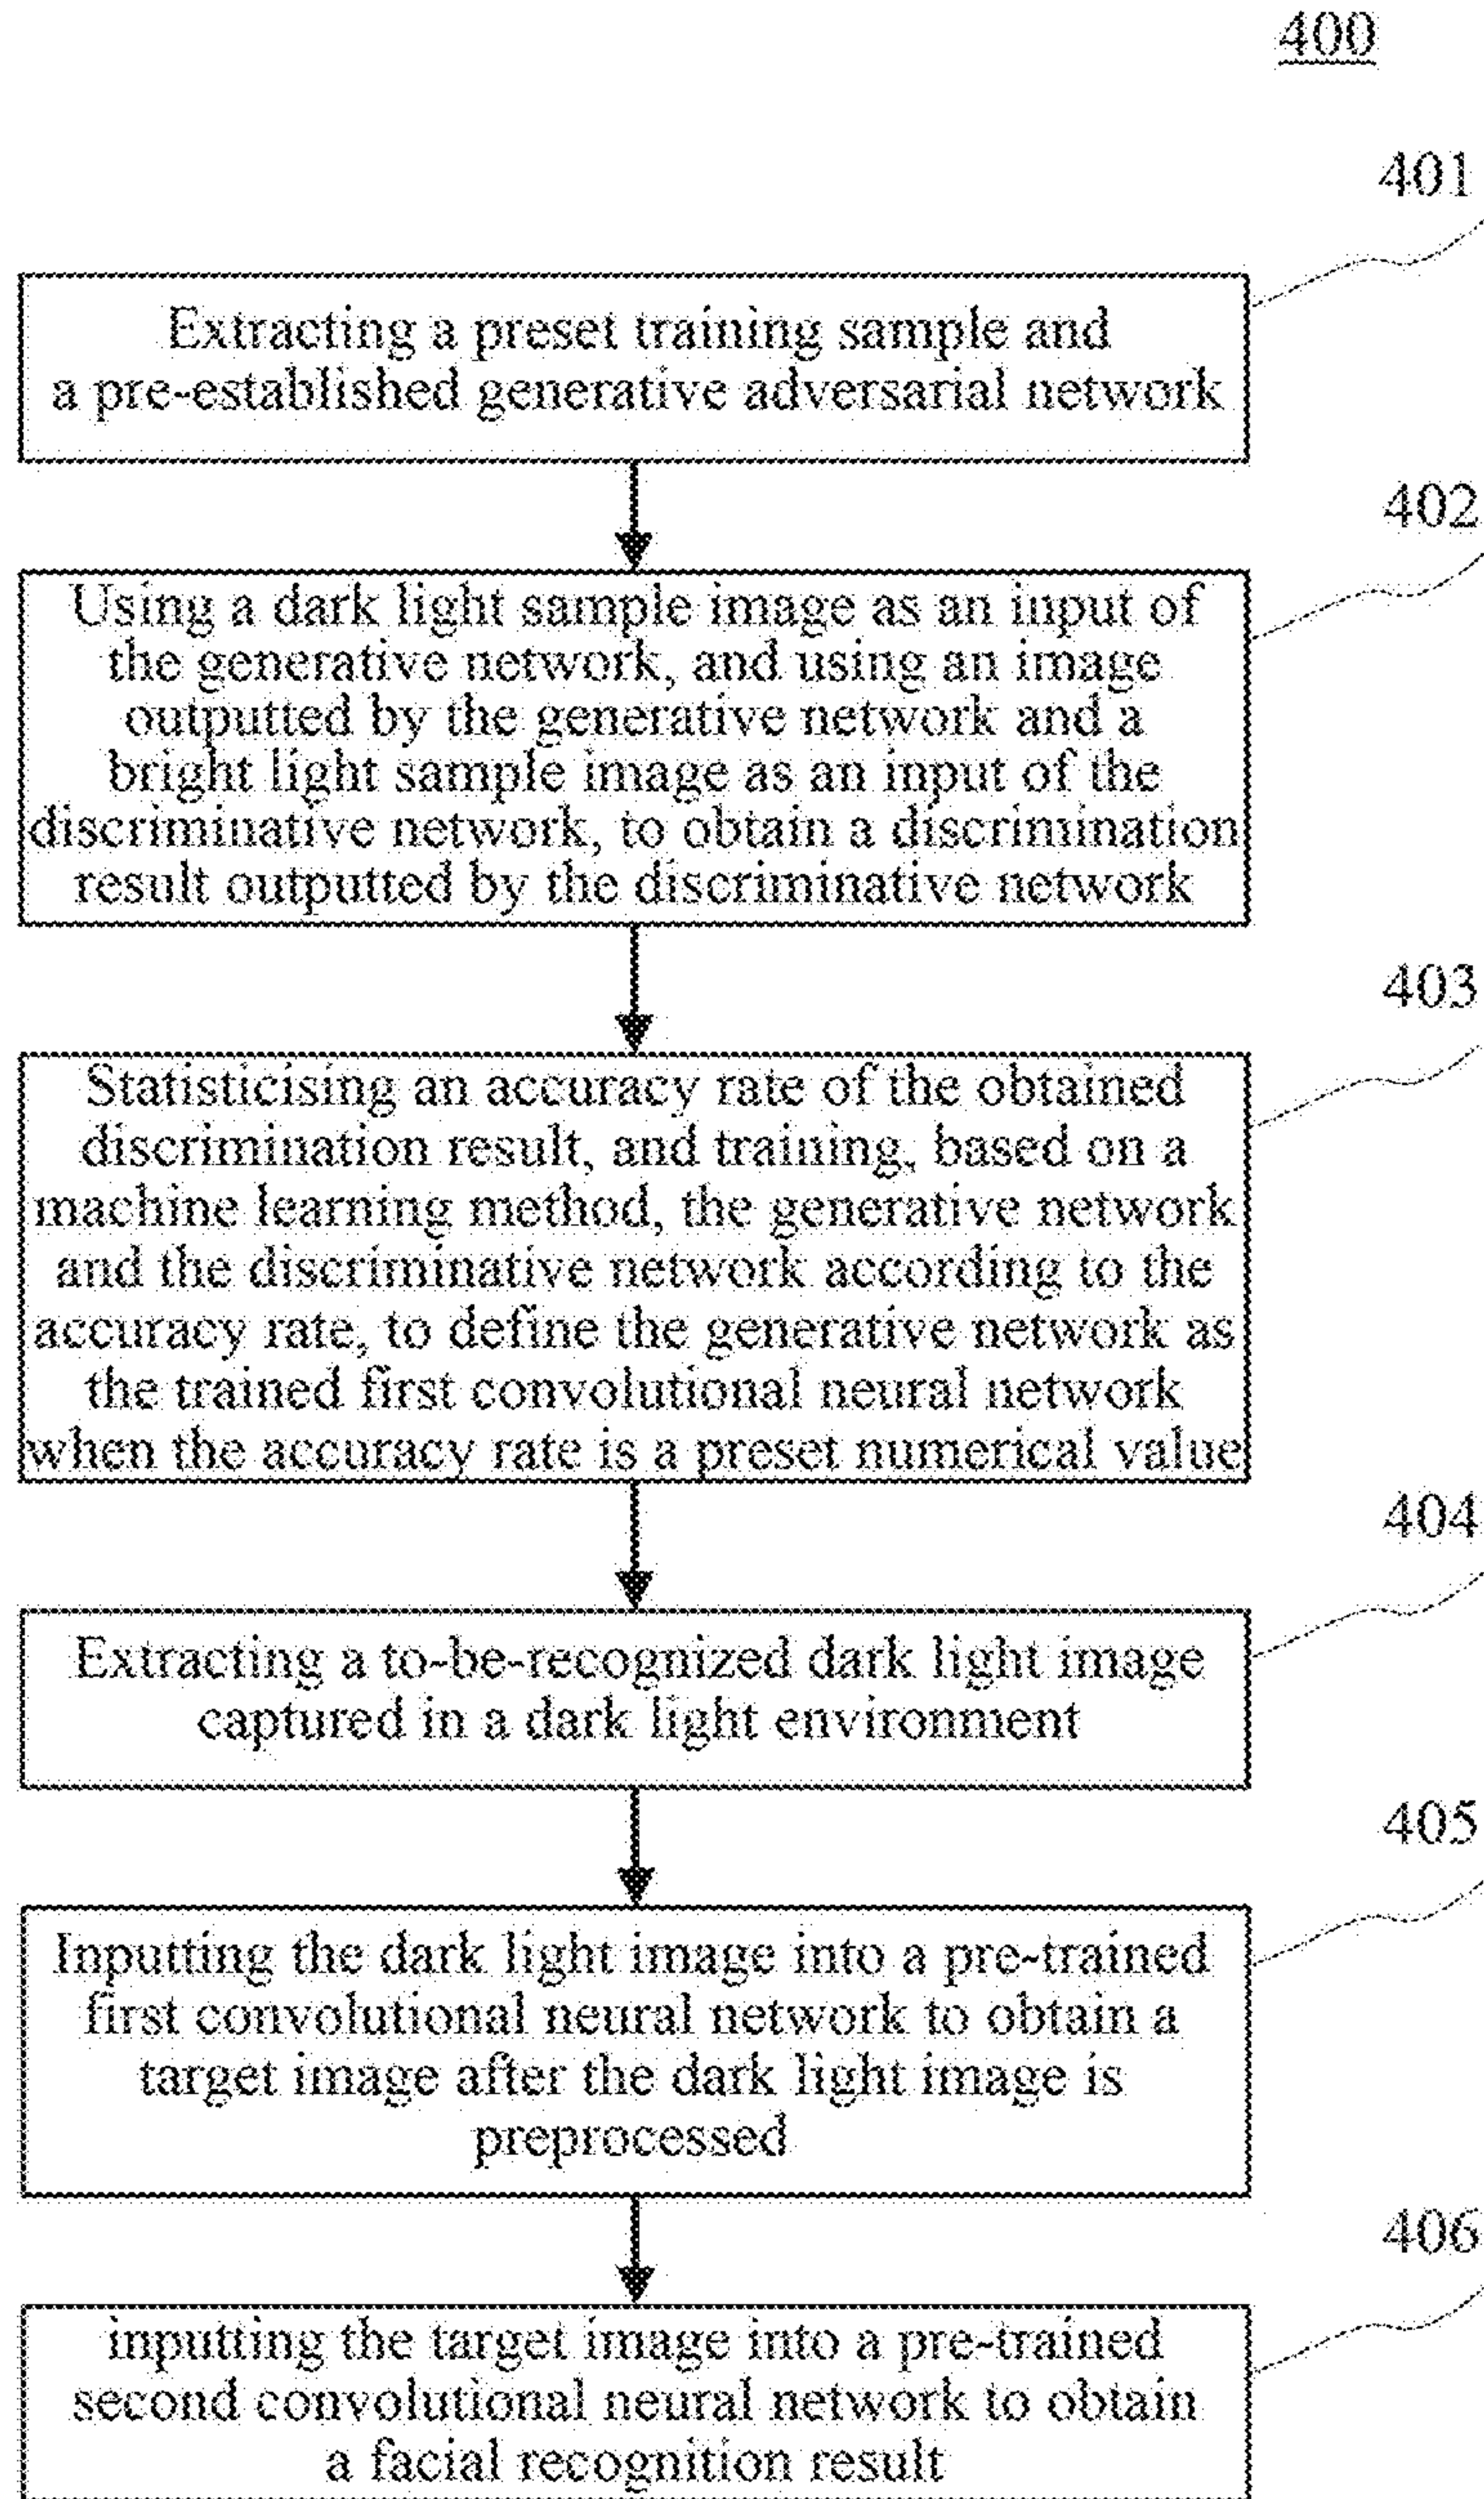 400
401
Extracting a preset training sample and
a pre-established generative adversarial network
402
Using a dark light sample image as an input of
the generative network, and using an image
outputted by the generative network and a
bright light sample image as an input of the
discriminative network, to obtain a discrimination
result outputted by the discriminative network
403
Statisticising an accuracy rate of the obtained
discrimination result, and training, based on a
machine learning method, the generative network
and the discriminative network according to the
accuracy rate, to define the generative network as
the trained first convolutional neural network
when the accuracy rate is a preset numerical value
404
Extracting a to-be-recognized dark light image
captured in a dark light environment
405
Inputting the dark light image into a pre-trained
first convolutional neural network to obtain a
target image after the dark light image is
preprocessed
406
inputting the target image into a pre-trained
second convolutional neural network to obtain
a facial recognition result